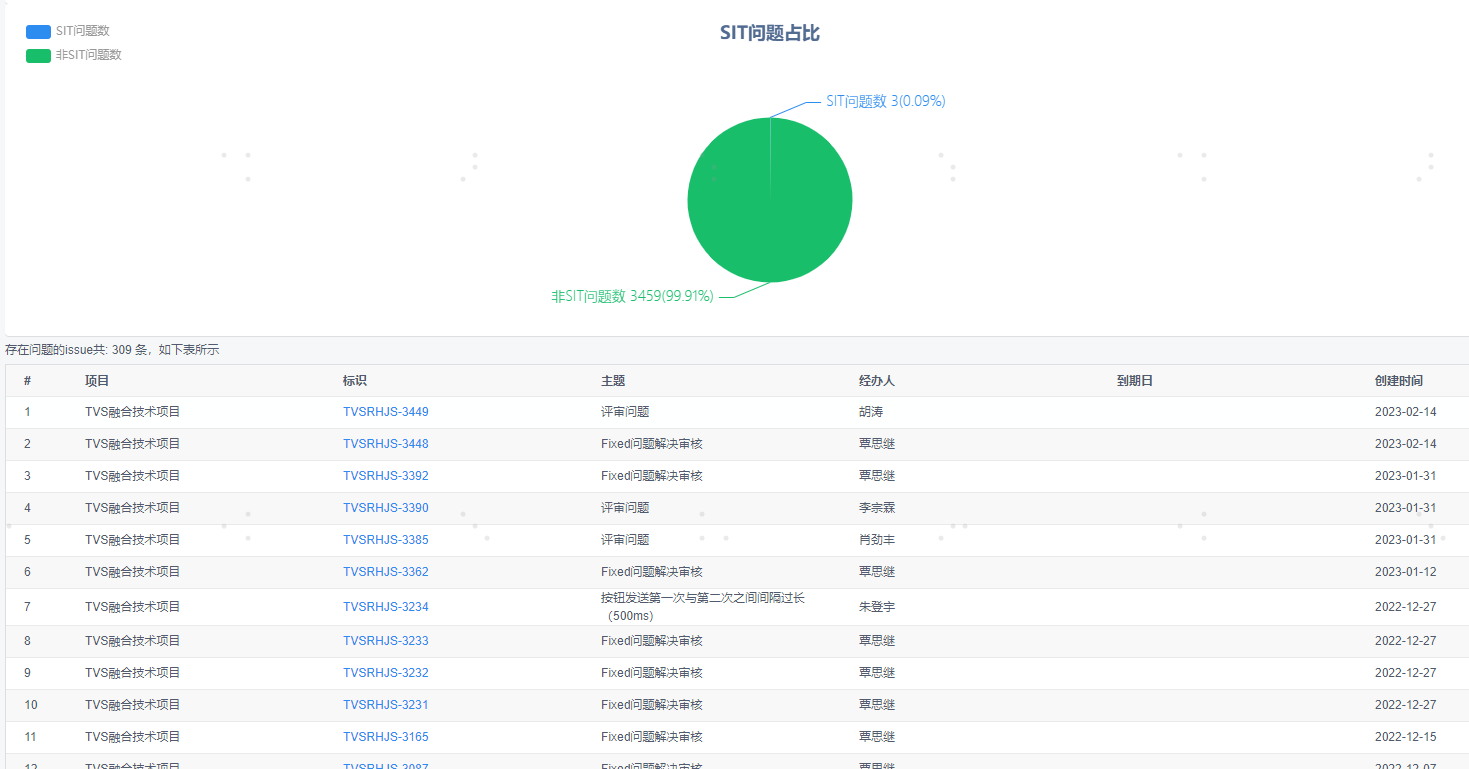 SIT问题数
非SIT问题数
SIT问题占比
SIT问题数 3(0.09%)
非SIT问题数 3459(99.91%)
存在问题的issue共: 309 条，如下表所示
# 项目 标识 主题 经办人 到期日 创建时间
1 TVS融合技术项目 TVSRHJS-3449 评审问题 胡涛 2023-02-14
2 TVS融合技术项目 TVSRHJS-3448 Fixed问题解决审核 覃思继 2023-02-14
3 TVS融合技术项目 TVSRHJS-3392 Fixed问题解决审核 覃思继 2023-01-31
4 TVS融合技术项目 TVSRHJS-3390 评审问题 李宗霖 2023-01-31
5 TVS融合技术项目 TVSRHJS-3385 评审问题 肖劲丰 2023-01-31
6 TVS融合技术项目 TVSRHJS-3362 Fixed问题解决审核 覃思继 2023-01-12
7 TVS融合技术项目 TVSRHJS-3234 按钮发送第一次与第二次之间间隔过长
（500ms） 朱登宇 2022-12-27
8 TVS融合技术项目 TVSRHJS-3233 Fixed问题解决审核 覃思继 2022-12-27
9 TVS融合技术项目 TVSRHJS-3232 Fixed问题解决审核 覃思继 2022-12-27
10 TVS融合技术项目 TVSRHJS-3231 Fixed问题解决审核 覃思继 2022-12-27
11 TVS融合技术项目 TVSRHJS-3165 Fixed问题解决审核 覃思继 2022-12-15
12 TVS融合技术项目 TVSRHJS-3087 Fixed问题解决审核 覃思继 2022-12-07